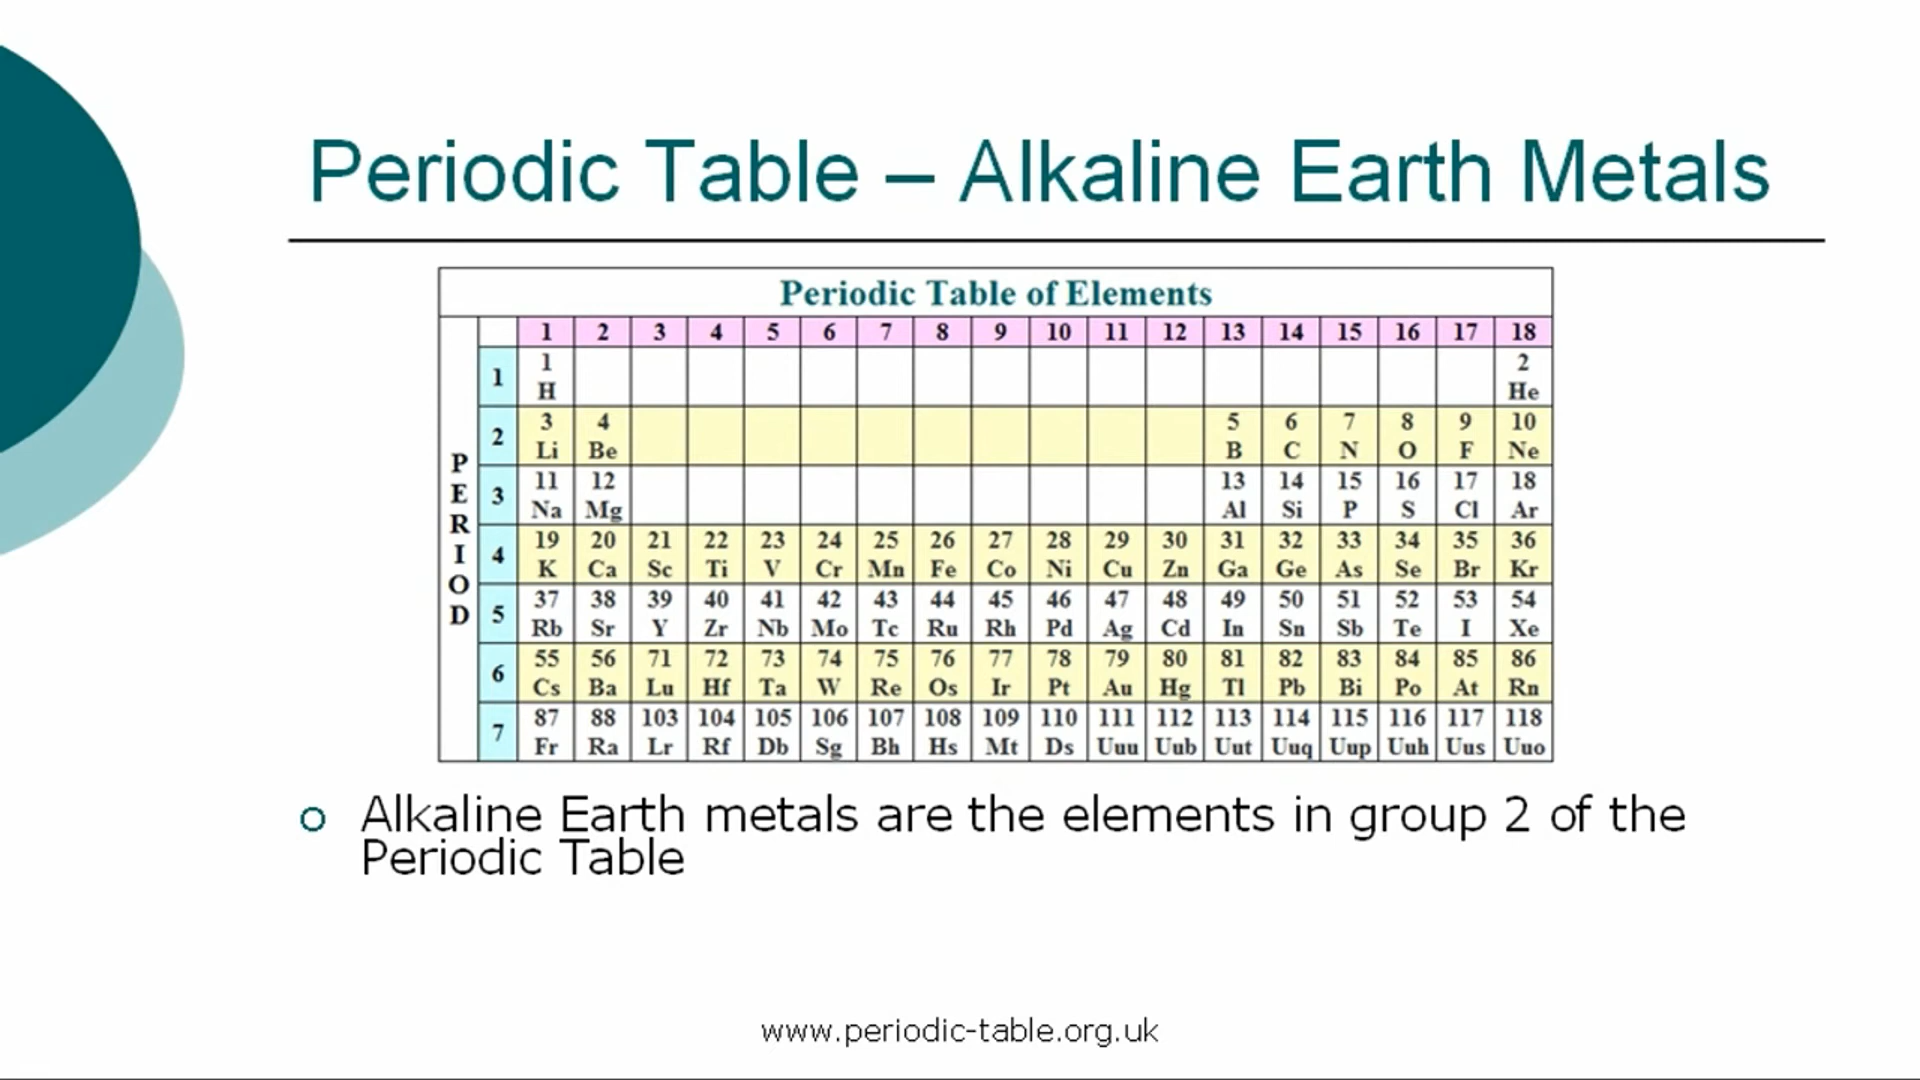 Periodic Table – Alkaline Earth Metals
Periodic Table of Elements
1 2 3 4 5 6 7 8 9 10 11 12 13 14 15 16 17 18
PERIOD
1
1 2
H He
2
3 4 5 6 7 8 9 10
Li Be B C N O F Ne
3
11 12 13 14 15 16 17 18
Na Mg Al Si P S Cl Ar
4
19 20 21 22 23 24 25 26 27 28 29 30 31 32 33 34 35 36
K Ca Sc Ti V Cr Mn Fe Co Ni Cu Zn Ga Ge As Se Br Kr
5
37 38 39 40 41 42 43 44 45 46 47 48 49 50 51 52 53 54
Rb Sr Y Zr Nb Mo Tc Ru Rh Pd Ag Cd In Sn Sb Te I Xe
6
55 56 71 72 73 74 75 76 77 78 79 80 81 82 83 84 85 86
Cs Ba Lu Hf Ta W Re Os Ir Pt Au Hg Tl Pb Bi Po At Rn
7
87 88 103 104 105 106 107 108 109 110 111 112 113 114 115 116 117 118
Fr Ra Lr Rf Db Sg Bh Hs Mt Ds Uuu Uub Uut Uuq Uup Uuh Uus Uuo
Alkaline Earth metals are the elements in group 2 of the
Periodic Table
www.periodic-table.org.uk